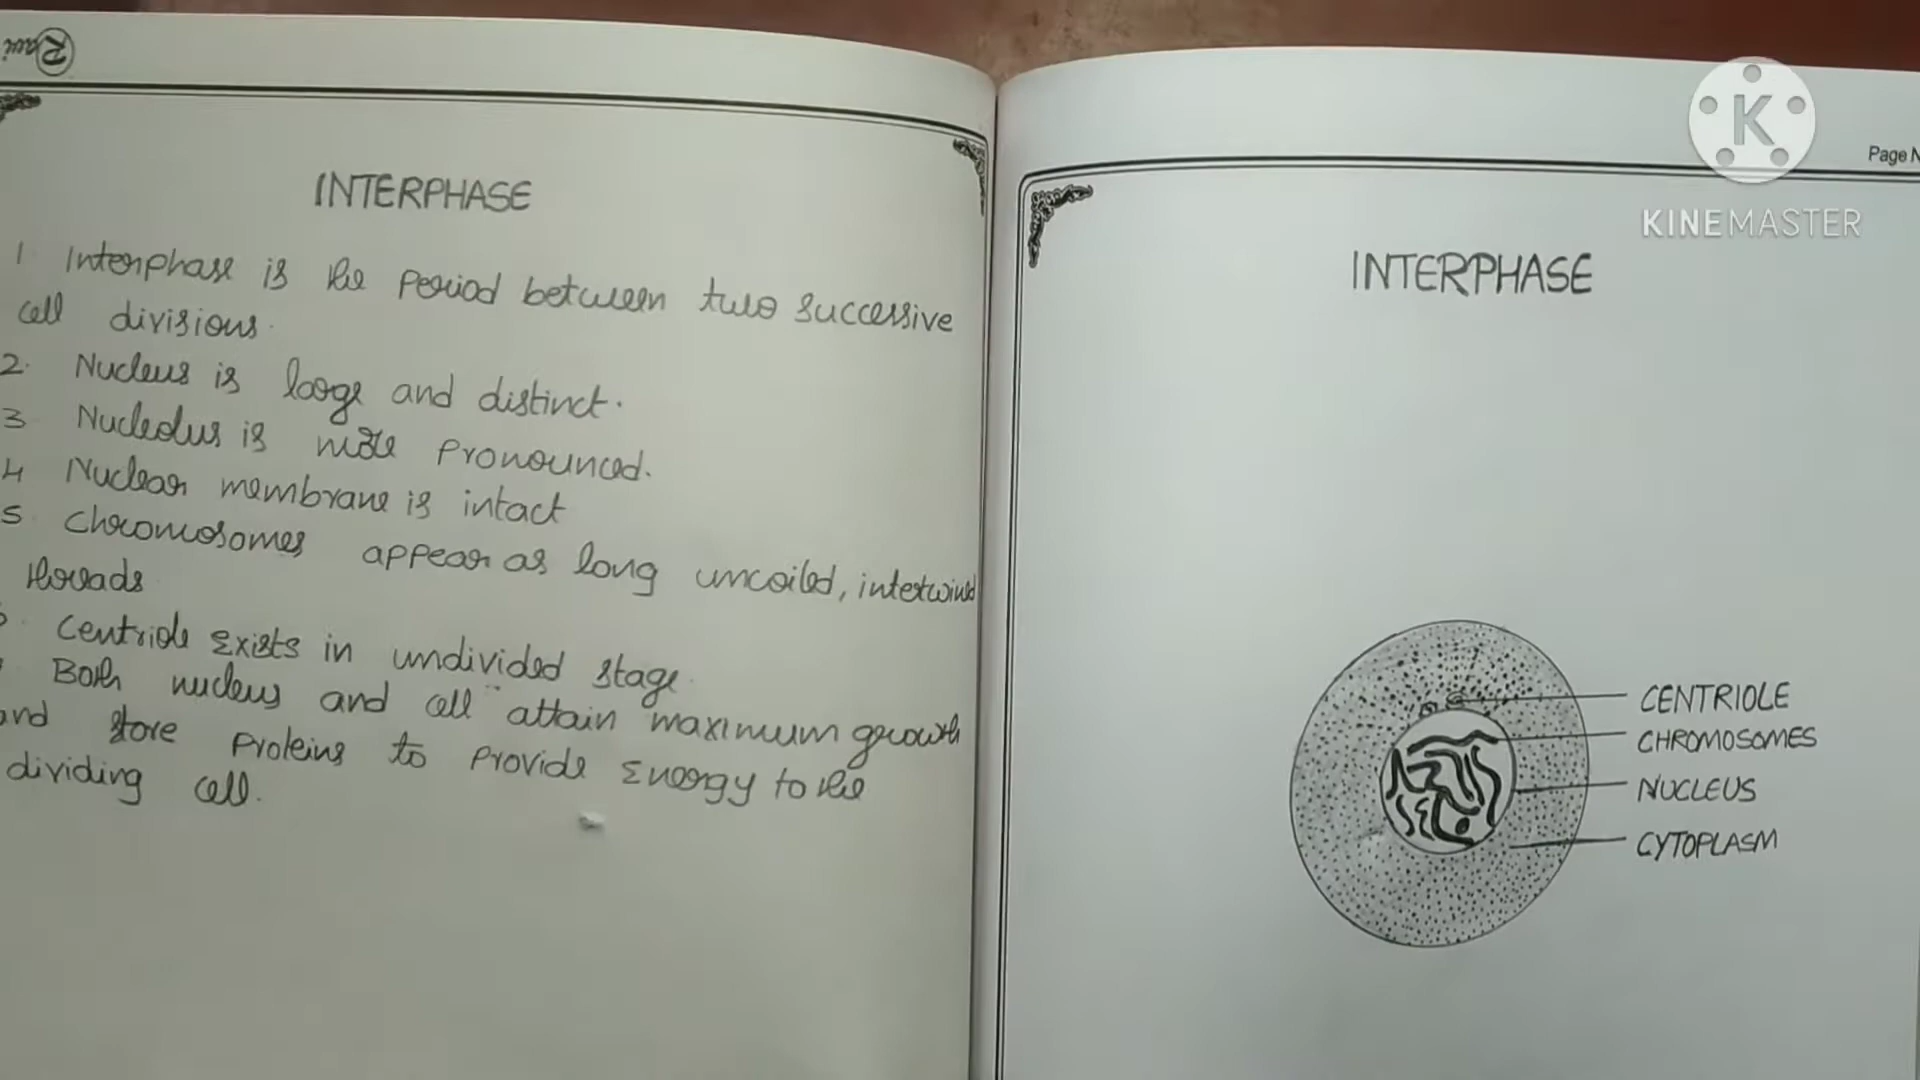 Ravi
INTERPHASE
1. Interphase is the period between two successive
cell divisions.
2. Nucleus is large and distinct.
3 Nucleolus is more pronounced.
4 Nuclear membrane is intact
5. Chromosomes appear as long uncoiled, intertwined
threads
Centriole Exists in undivided stage.
Both nucleus and cell attain maximum growth
and store proteins to provide Energy to the
dividing cell.
K
KINEMASTER
Page N
INTERPHASE
CENTRIOLE
CHROMOSOMES
NUCLEUS
CYTOPLASM